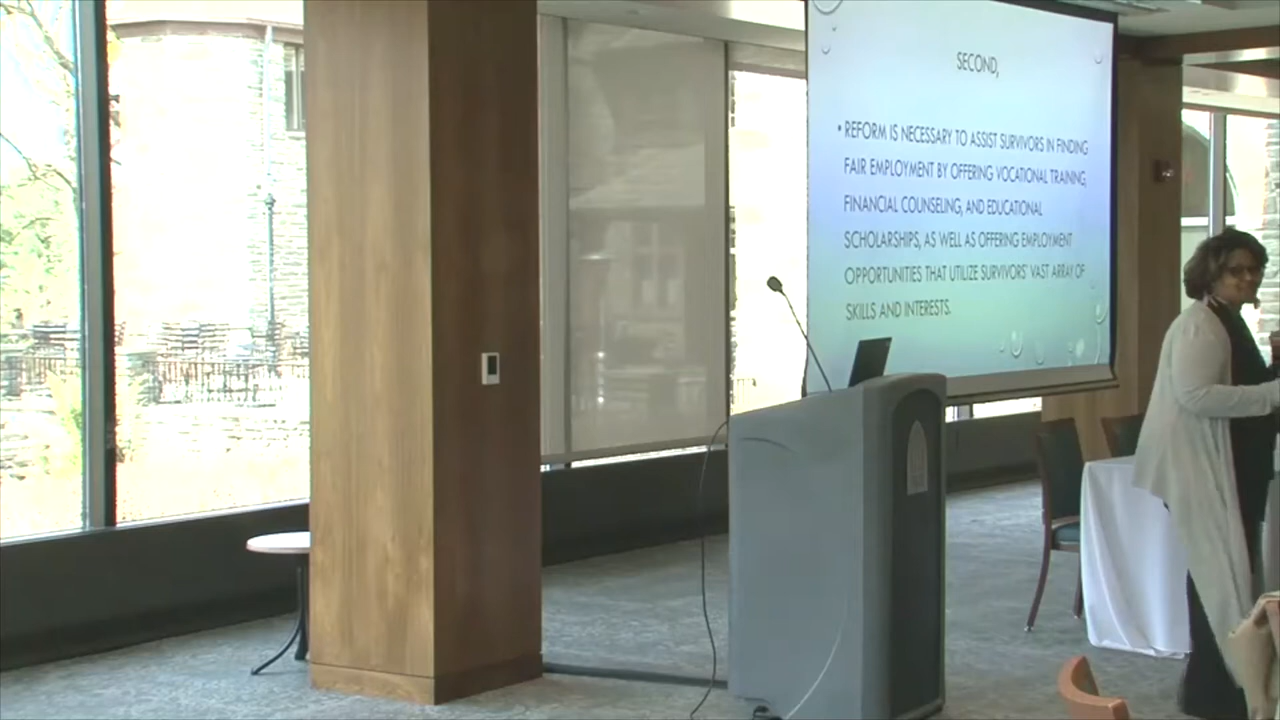 SECOND,
• REFORM IS NECESSARY TO ASSIST SURVIVORS IN FINDING
FAIR EMPLOYMENT BY OFFERING VOCATIONAL TRAINING,
FINANCIAL COUNSELING, AND EDUCATIONAL
SCHOLARSHIPS, AS WELL AS OFFERING EMPLOYMENT
OPPORTUNITIES THAT UTILIZE SURVIVORS' VAST ARRAY OF
SKILLS AND INTERESTS.